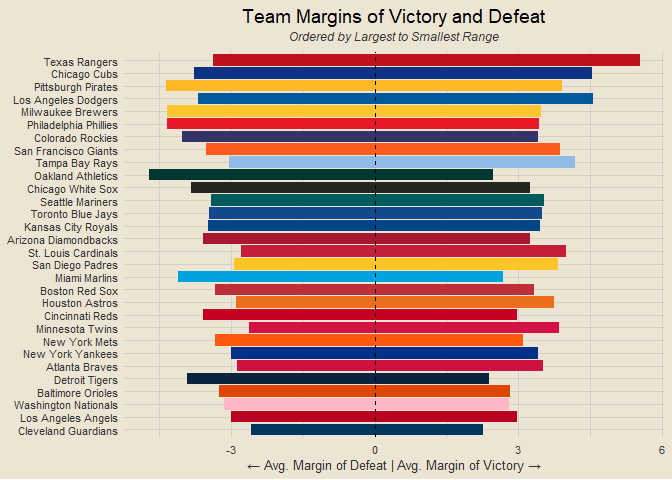 Team Margins of Victory and Defeat
Ordered by Largest to Smallest Range
Texas Rangers
Chicago Cubs
Pittsburgh Pirates
Los Angeles Dodgers
Milwaukee Brewers
Philadelphia Phillies
Colorado Rockies
San Francisco Giants
Tampa Bay Rays
Oakland Athletics
Chicago White Sox
Seattle Mariners
Toronto Blue Jays
Kansas City Royals
Arizona Diamondbacks
St. Louis Cardinals
San Diego Padres
Miami Marlins
Boston Red Sox
Houston Astros
Cincinnati Reds
Minnesota Twins
New York Mets
New York Yankees
Atlanta Braves
Detroit Tigers
Baltimore Orioles
Washington Nationals
Los Angeles Angels
Cleveland Guardians
-3 0 3 6
← Avg. Margin of Defeat | Avg. Margin of Victory →